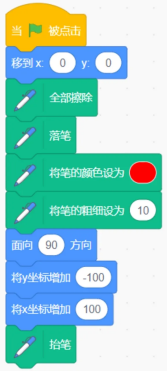 当 被点击
移到 x: 0 y: 0
全部擦除
落笔
将笔的颜色设为
将笔的粗细设为 10
面向 90 方向
将y坐标增加 -100
将x坐标增加 100
抬笔